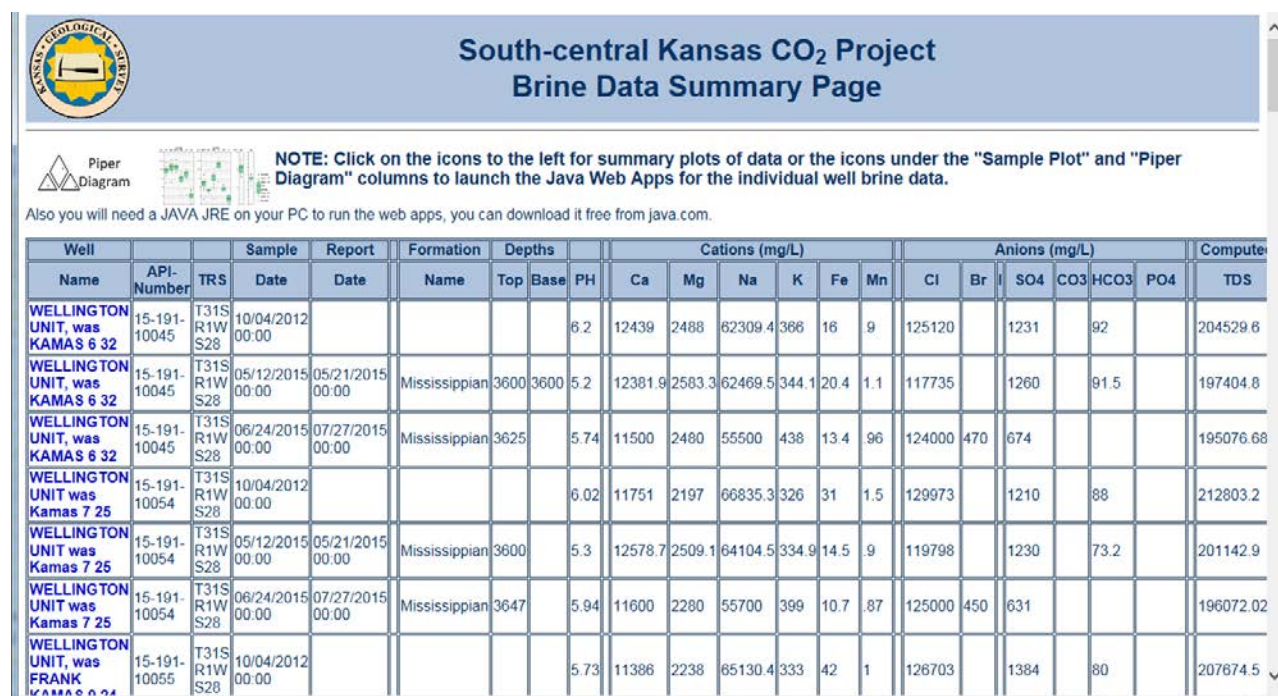 KANSAS GEOLOGICAL SURVEY
South-central Kansas CO₂ Project
Brine Data Summary Page
Piper
Diagram
NOTE: Click on the icons to the left for summary plots of data or the icons under the "Sample Plot" and "Piper
Diagram" columns to launch the Java Web Apps for the individual well brine data.
Also you will need a JAVA JRE on your PC to run the web apps, you can download it free from java.com.
Well Sample Report Formation Depths Cations (mg/L) Anions (mg/L) Compute
Name API-Number TRS Date Date Name Top Base PH Ca Mg Na K Fe Mn Cl Br I SO4 CO3 HCO3 PO4 TDS
WELLINGTON 15-191- T31S 10/04/2012
UNIT, was 10045 R1W 00:00 6.2 12439 2488 62309.4 366 16 .9 125120 1231 92 204529.6
KAMAS 6 32 S28
WELLINGTON 15-191- T31S 05/12/2015 05/21/2015
UNIT, was 10045 R1W 00:00 00:00 Mississippian 3600 3600 5.2 12381.9 2583.3 62469.5 344.1 20.4 1.1 117735 1260 91.5 197404.8
KAMAS 6 32 S28
WELLINGTON 15-191- T31S 06/24/2015 07/27/2015
UNIT, was 10045 R1W 00:00 00:00 Mississippian 3625 5.74 11500 2480 55500 438 13.4 .96 124000 470 674 195076.68
KAMAS 6 32 S28
WELLINGTON 15-191- T31S 10/04/2012
UNIT was 10054 R1W 00:00 6.02 11751 2197 66835.3 326 31 1.5 129973 1210 88 212803.2
Kamas 7 25 S28
WELLINGTON 15-191- T31S 05/12/2015 05/21/2015
UNIT was 10054 R1W 00:00 00:00 Mississippian 3600 5.3 12578.7 2509.1 64104.5 334.9 14.5 .9 119798 1230 73.2 201142.9
Kamas 7 25 S28
WELLINGTON 15-191- T31S 06/24/2015 07/27/2015
UNIT was 10054 R1W 00:00 00:00 Mississippian 3647 5.94 11600 2280 55700 399 10.7 .87 125000 450 631 196072.02
Kamas 7 25 S28
WELLINGTON
UNIT, was 15-191- T31S 10/04/2012
FRANK 10055 R1W 00:00 5.73 11386 2238 65130.4 333 42 1 126703 1384 80 207674.5
KAMAS 9 24 S28